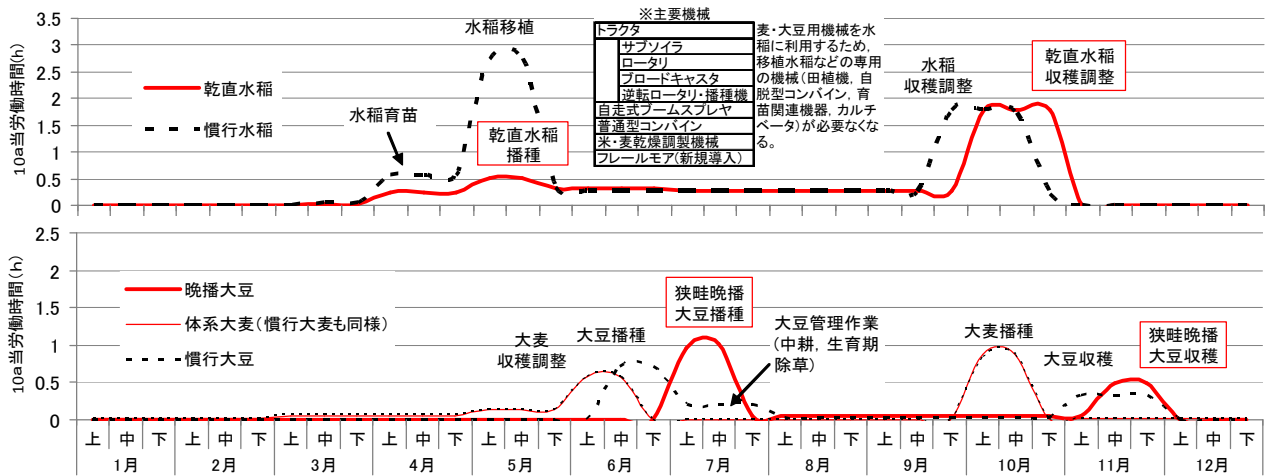 ※主要機械
トラクタ
サブソイラ
ロータリ
ブロードキャスタ
逆転ロータリ・播種機
自走式ブームスプレヤ
普通型コンバイン
米・麦乾燥調製機械
フレールモア(新規導入)
麦・大豆用機械を水
稲に利用するため,
移植水稲などの専用
の機械(田植機, 自
脱型コンバイン, 育
苗関連機器, カルチ
ベータ)が必要なくな
る。
10a当労働時間(h)
3.5
3
2.5
2
1.5
1
0.5
0
乾直水稲
慣行水稲
水稲育苗
水稲移植
乾直水稲
播種
水稲
収穫調整
乾直水稲
収穫調整
10a当労働時間(h)
2.5
2
1.5
1
0.5
0
晩播大豆
体系大麦(慣行大麦も同様)
慣行大豆
大麦
収穫調整
大豆播種
狭畦晩播
大豆播種
大豆管理作業
(中耕, 生育期
除草)
大麦播種
大豆収穫
狭畦晩播
大豆収穫
上 中 下 上 中 下 上 中 下 上 中 下 上 中 下 上 中 下 上 中 下 上 中 下 上 中 下 上 中 下 上 中 下 上 中 下
1月 2月 3月 4月 5月 6月 7月 8月 9月 10月 11月 12月